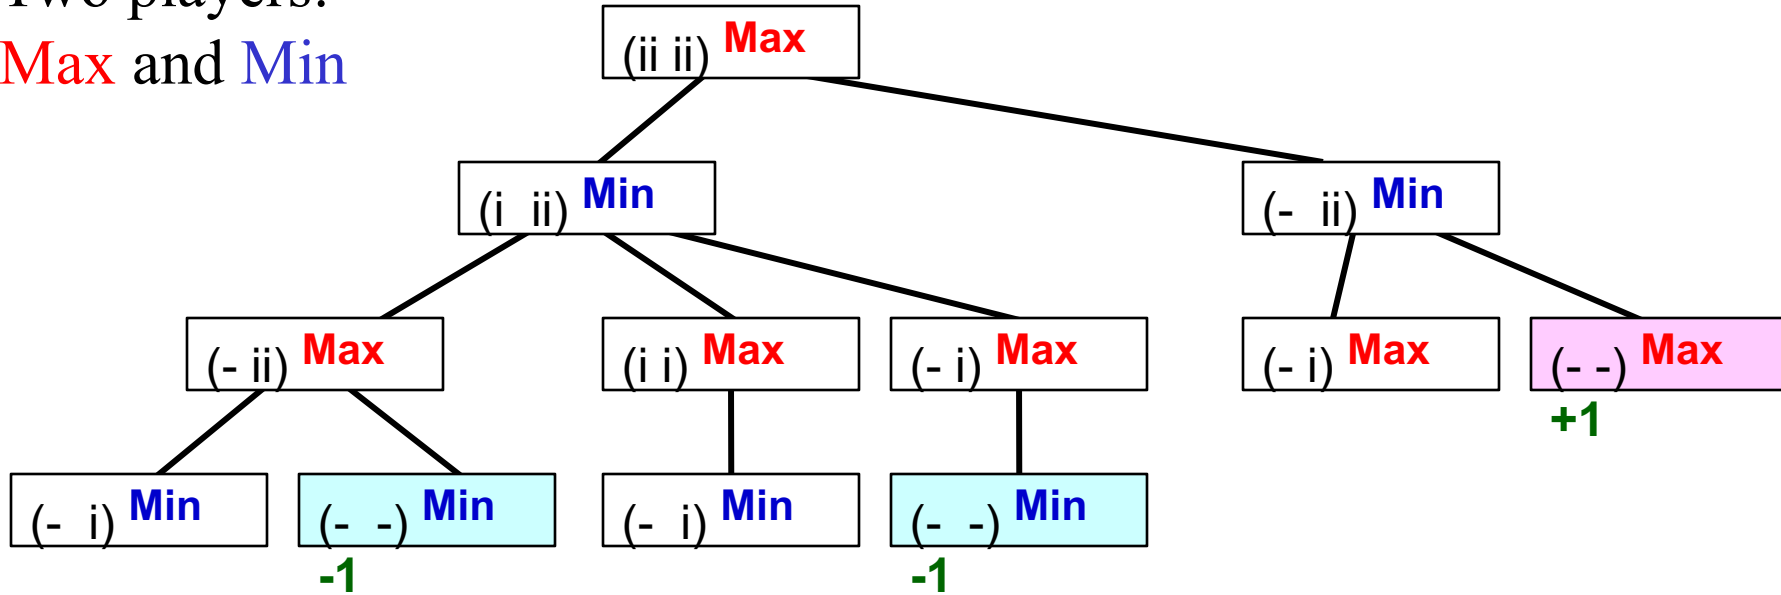 Two players:
Max and Min
(ii ii) Max
(i ii) Min
(- ii) Min
(- ii) Max
(i i) Max
(- i) Max
(- i) Max
(- -) Max
+1
(- i) Min
(- -) Min
(- i) Min
(- -) Min
-1
-1